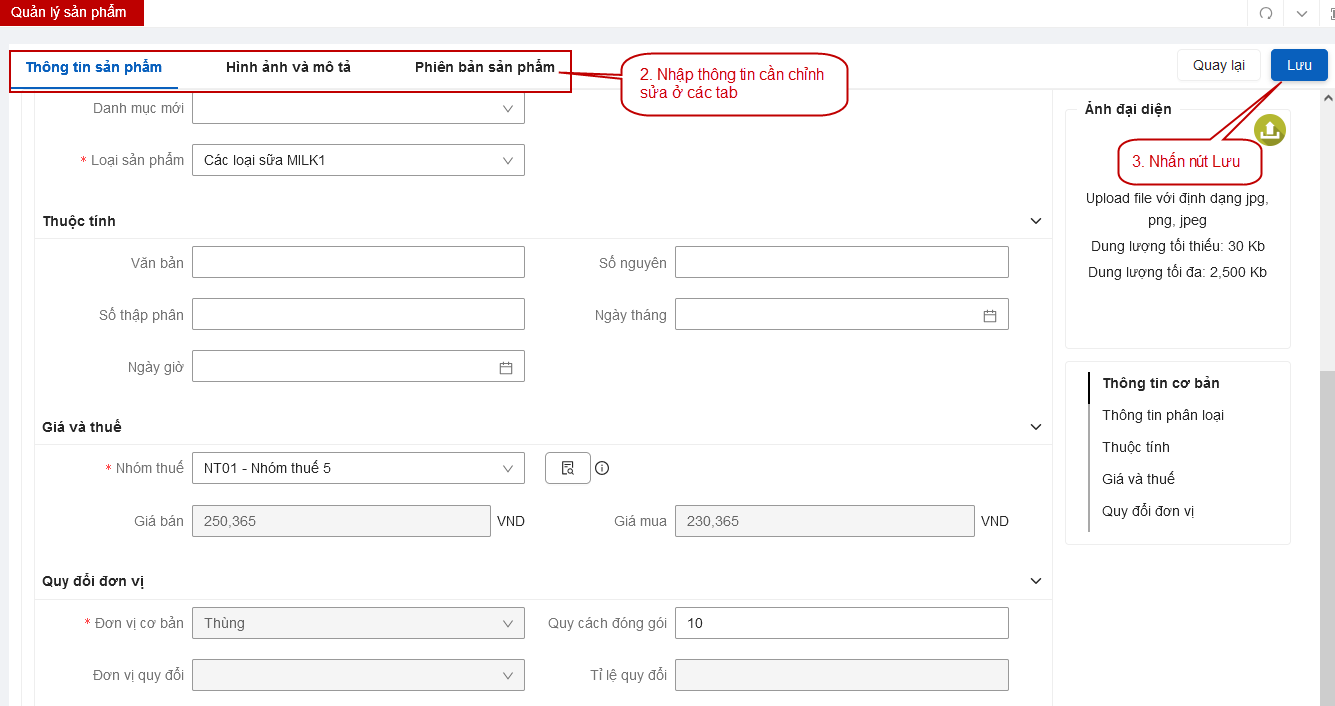 Quản lý sản phẩm
Thông tin sản phẩm
Hình ảnh và mô tả
Phiên bản sản phẩm
2. Nhập thông tin cần chỉnh
sửa ở các tab
Quay lại
Lưu
Danh mục mới
* Loại sản phẩm
Các loại sữa MILK1
Ảnh đại diện
3. Nhấn nút Lưu
Upload file với định dạng jpg,
png, jpeg
Dung lượng tối thiểu: 30 Kb
Dung lượng tối đa: 2,500 Kb
Thuộc tính
Văn bản
Số nguyên
Số thập phân
Ngày tháng
Ngày giờ
Giá và thuế
* Nhóm thuế
NT01 - Nhóm thuế 5
Giá bán
250,365
VND
Giá mua
230,365
VND
Thông tin cơ bản
Thông tin phân loại
Thuộc tính
Giá và thuế
Quy đổi đơn vị
Quy đổi đơn vị
* Đơn vị cơ bản
Thùng
Quy cách đóng gói
10
Đơn vị quy đổi
Tỉ lệ quy đổi